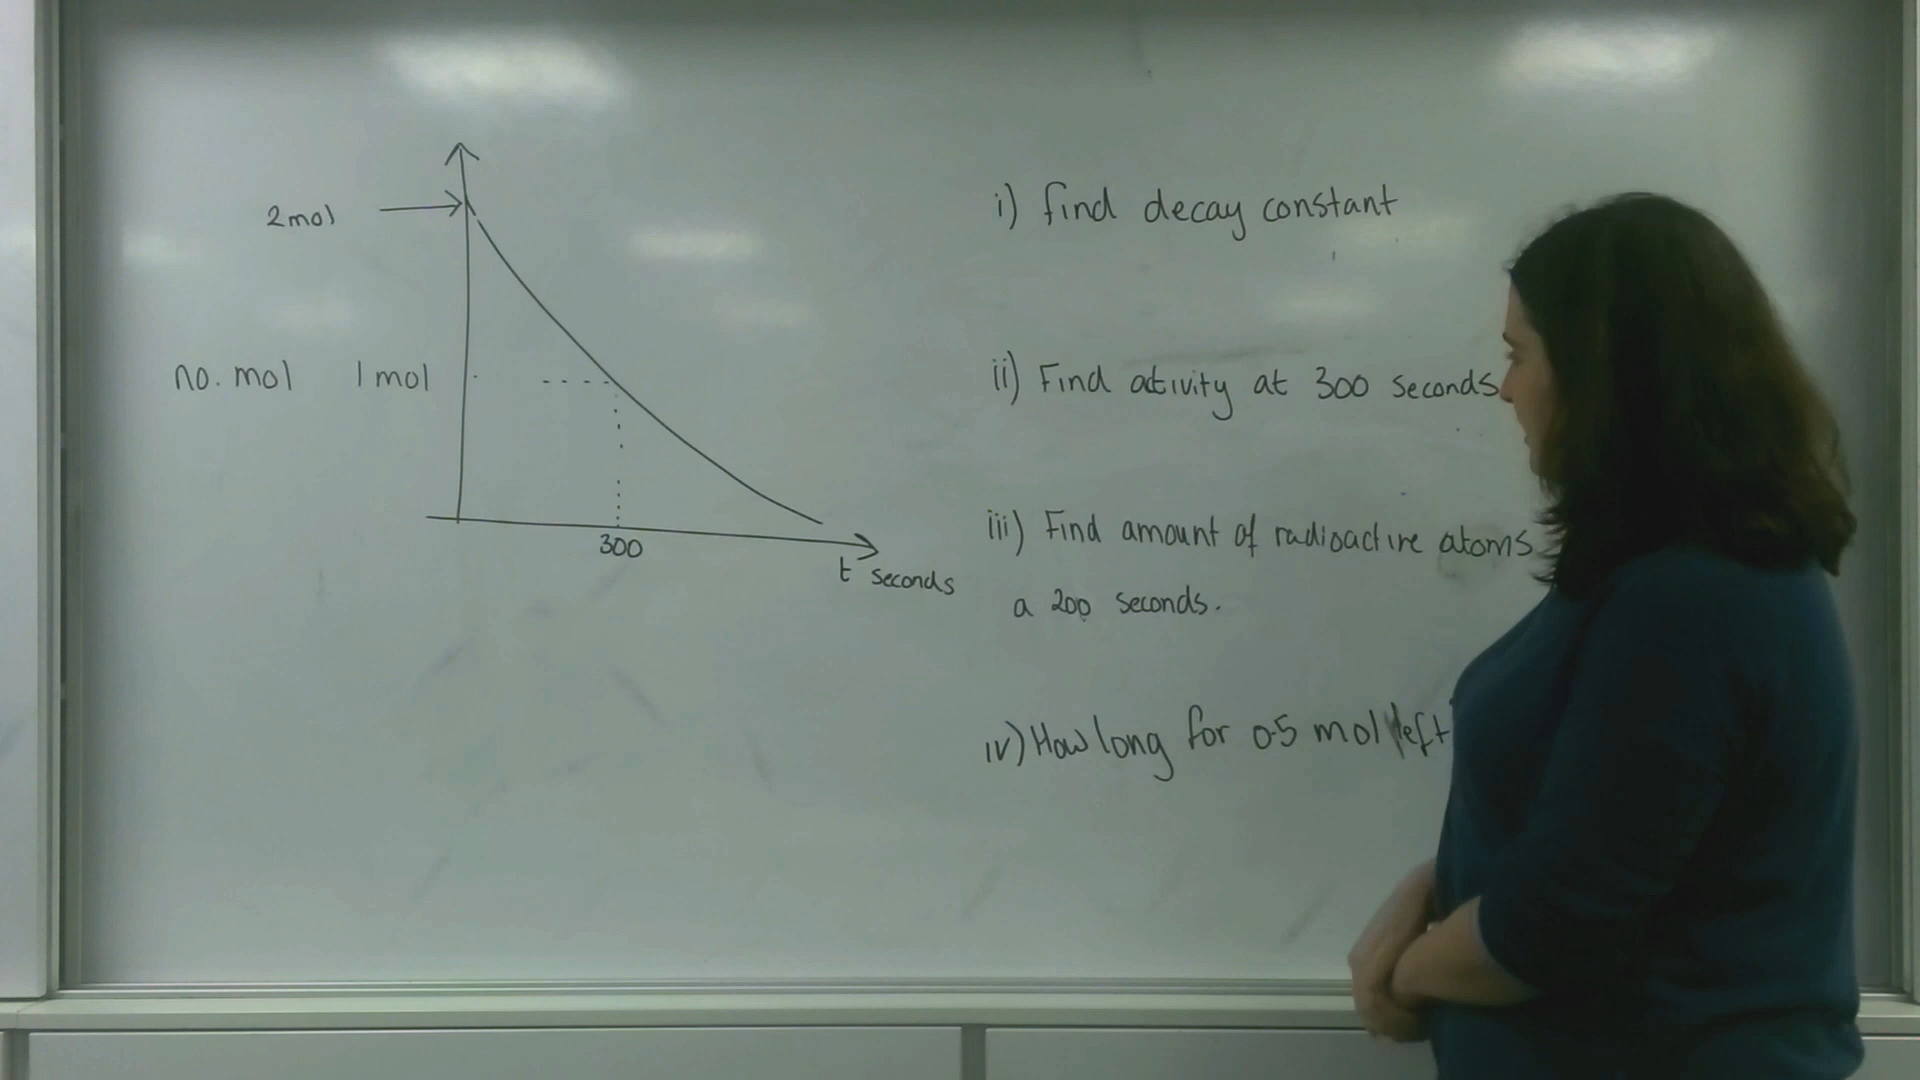 2mol
no. mol 1 mol
300
t seconds
i) find decay constant
ii) Find activity at 300 seconds
iii) Find amount of radioactive atoms
a 200 seconds.
iv) How long for 0.5 mol left